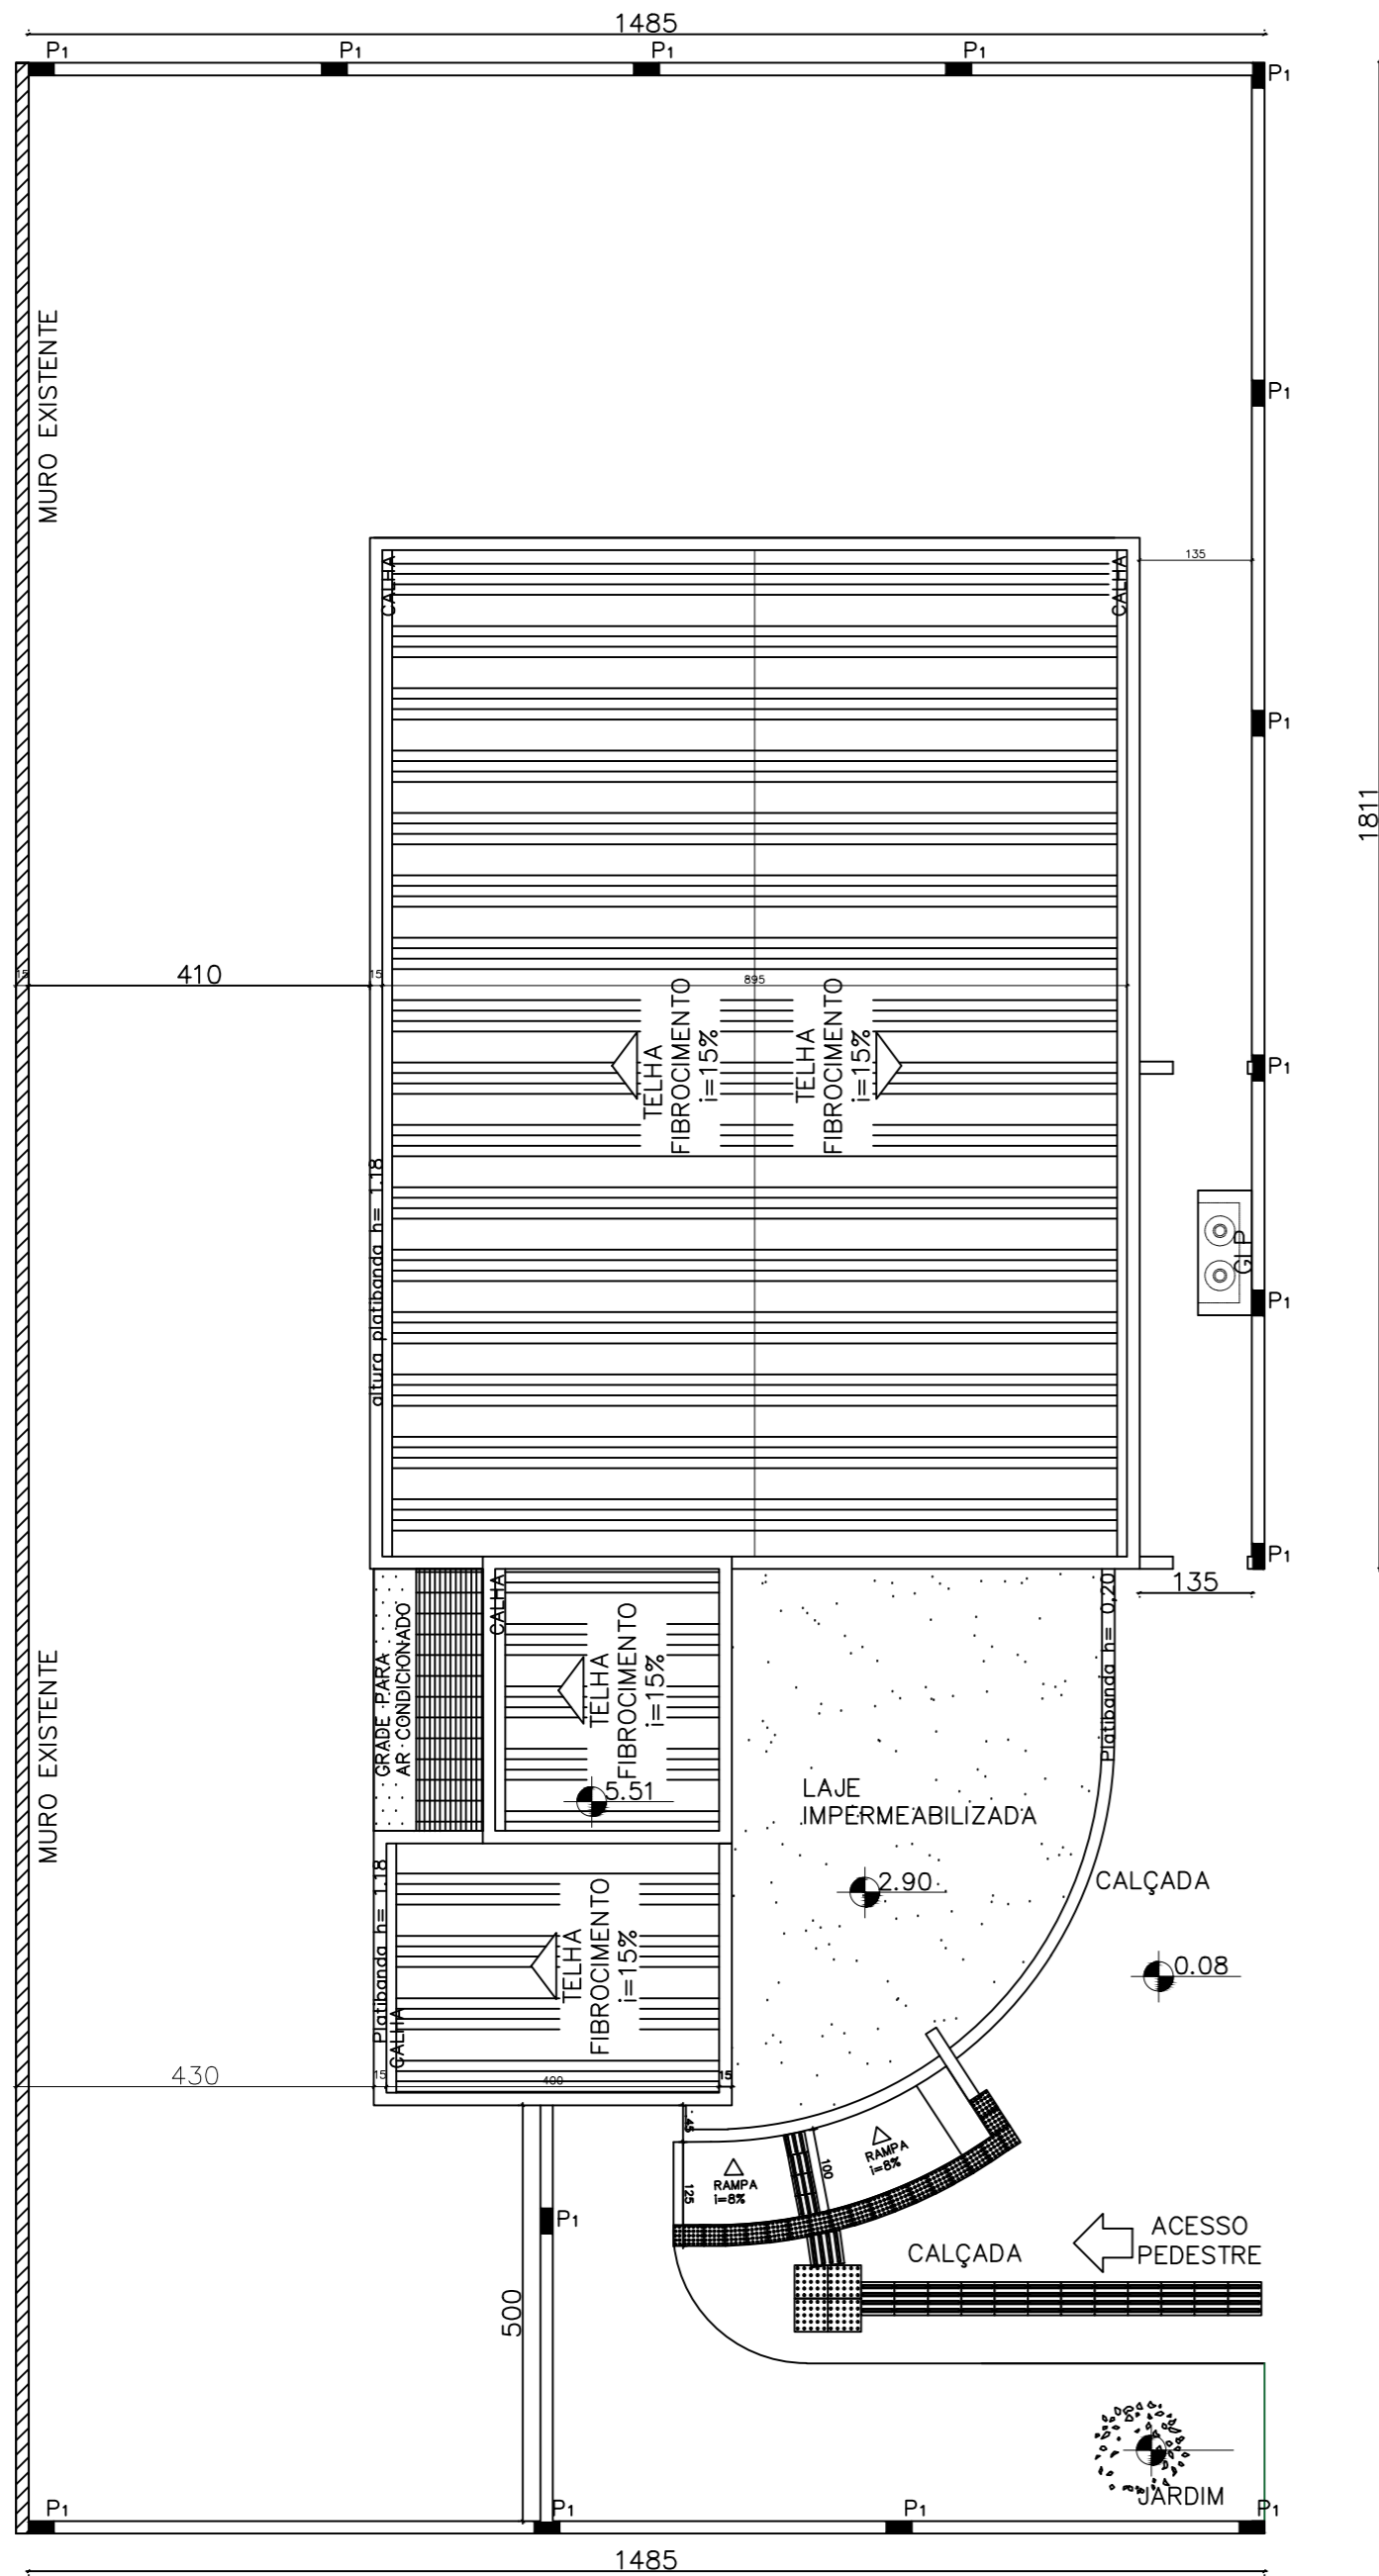 1485
P1
P1
P1
P1
P1
MURO EXISTENTE
P1
CALHA
CALHA
135
P1
1811
15
410
15
895
TELHA
FIBROCIMENTO
i=15%
TELHA
FIBROCIMENTO
i=15%
P1
altura platibanda h= 1.18
GLP
P1
P1
135
MURO EXISTENTE
GRADE PARA
AR CONDICIONADO
CALHA
TELHA
FIBROCIMENTO
i=15%
5.51
Platibanda h= 0,20
LAJE
IMPERMEABILIZADA
2.90
CALÇADA
0.08
Platibanda h= 1.18
CALHA
TELHA
FIBROCIMENTO
i=15%
430
15
400
15
45
125
100
RAMPA
i=8%
RAMPA
i=8%
P1
500
CALÇADA
ACESSO
PEDESTRE
JARDIM
P1
P1
P1
P1
1485